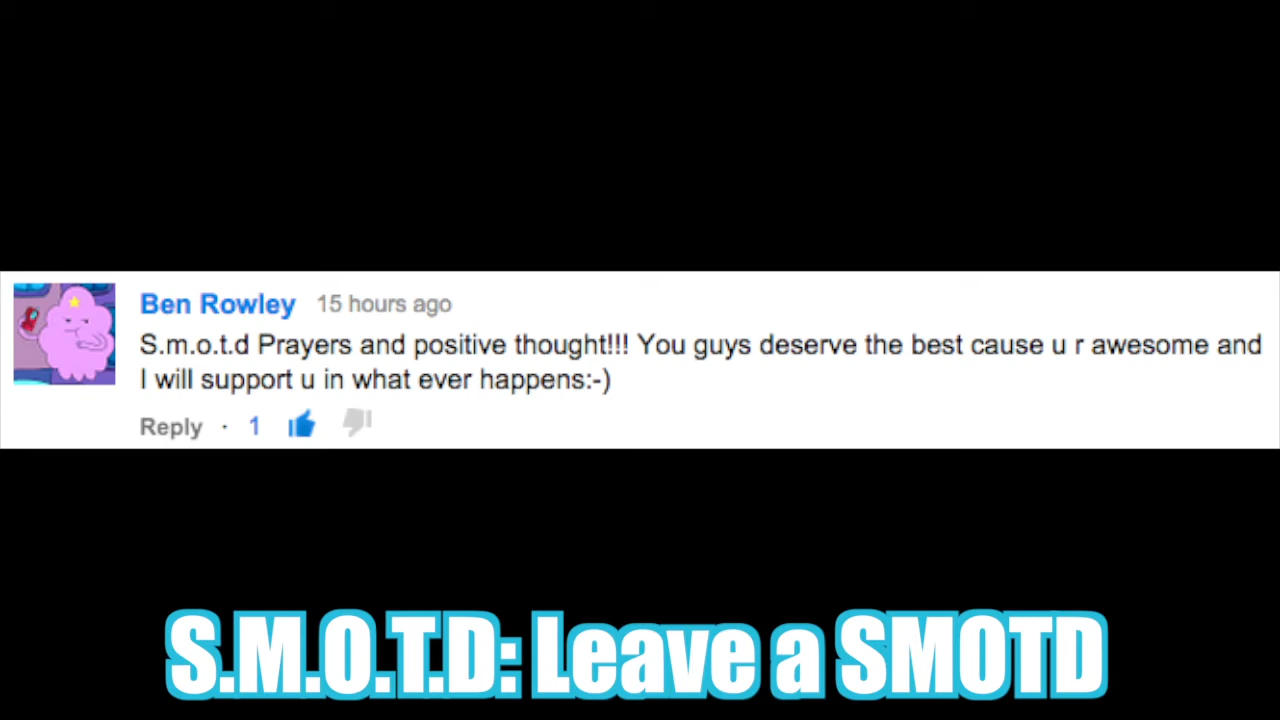 Ben Rowley 15 hours ago
S.m.o.t.d Prayers and positive thought!!! You guys deserve the best cause u r awesome and
I will support u in what ever happens:-)
Reply · 1
S.M.O.T.D: Leave a SMOTD